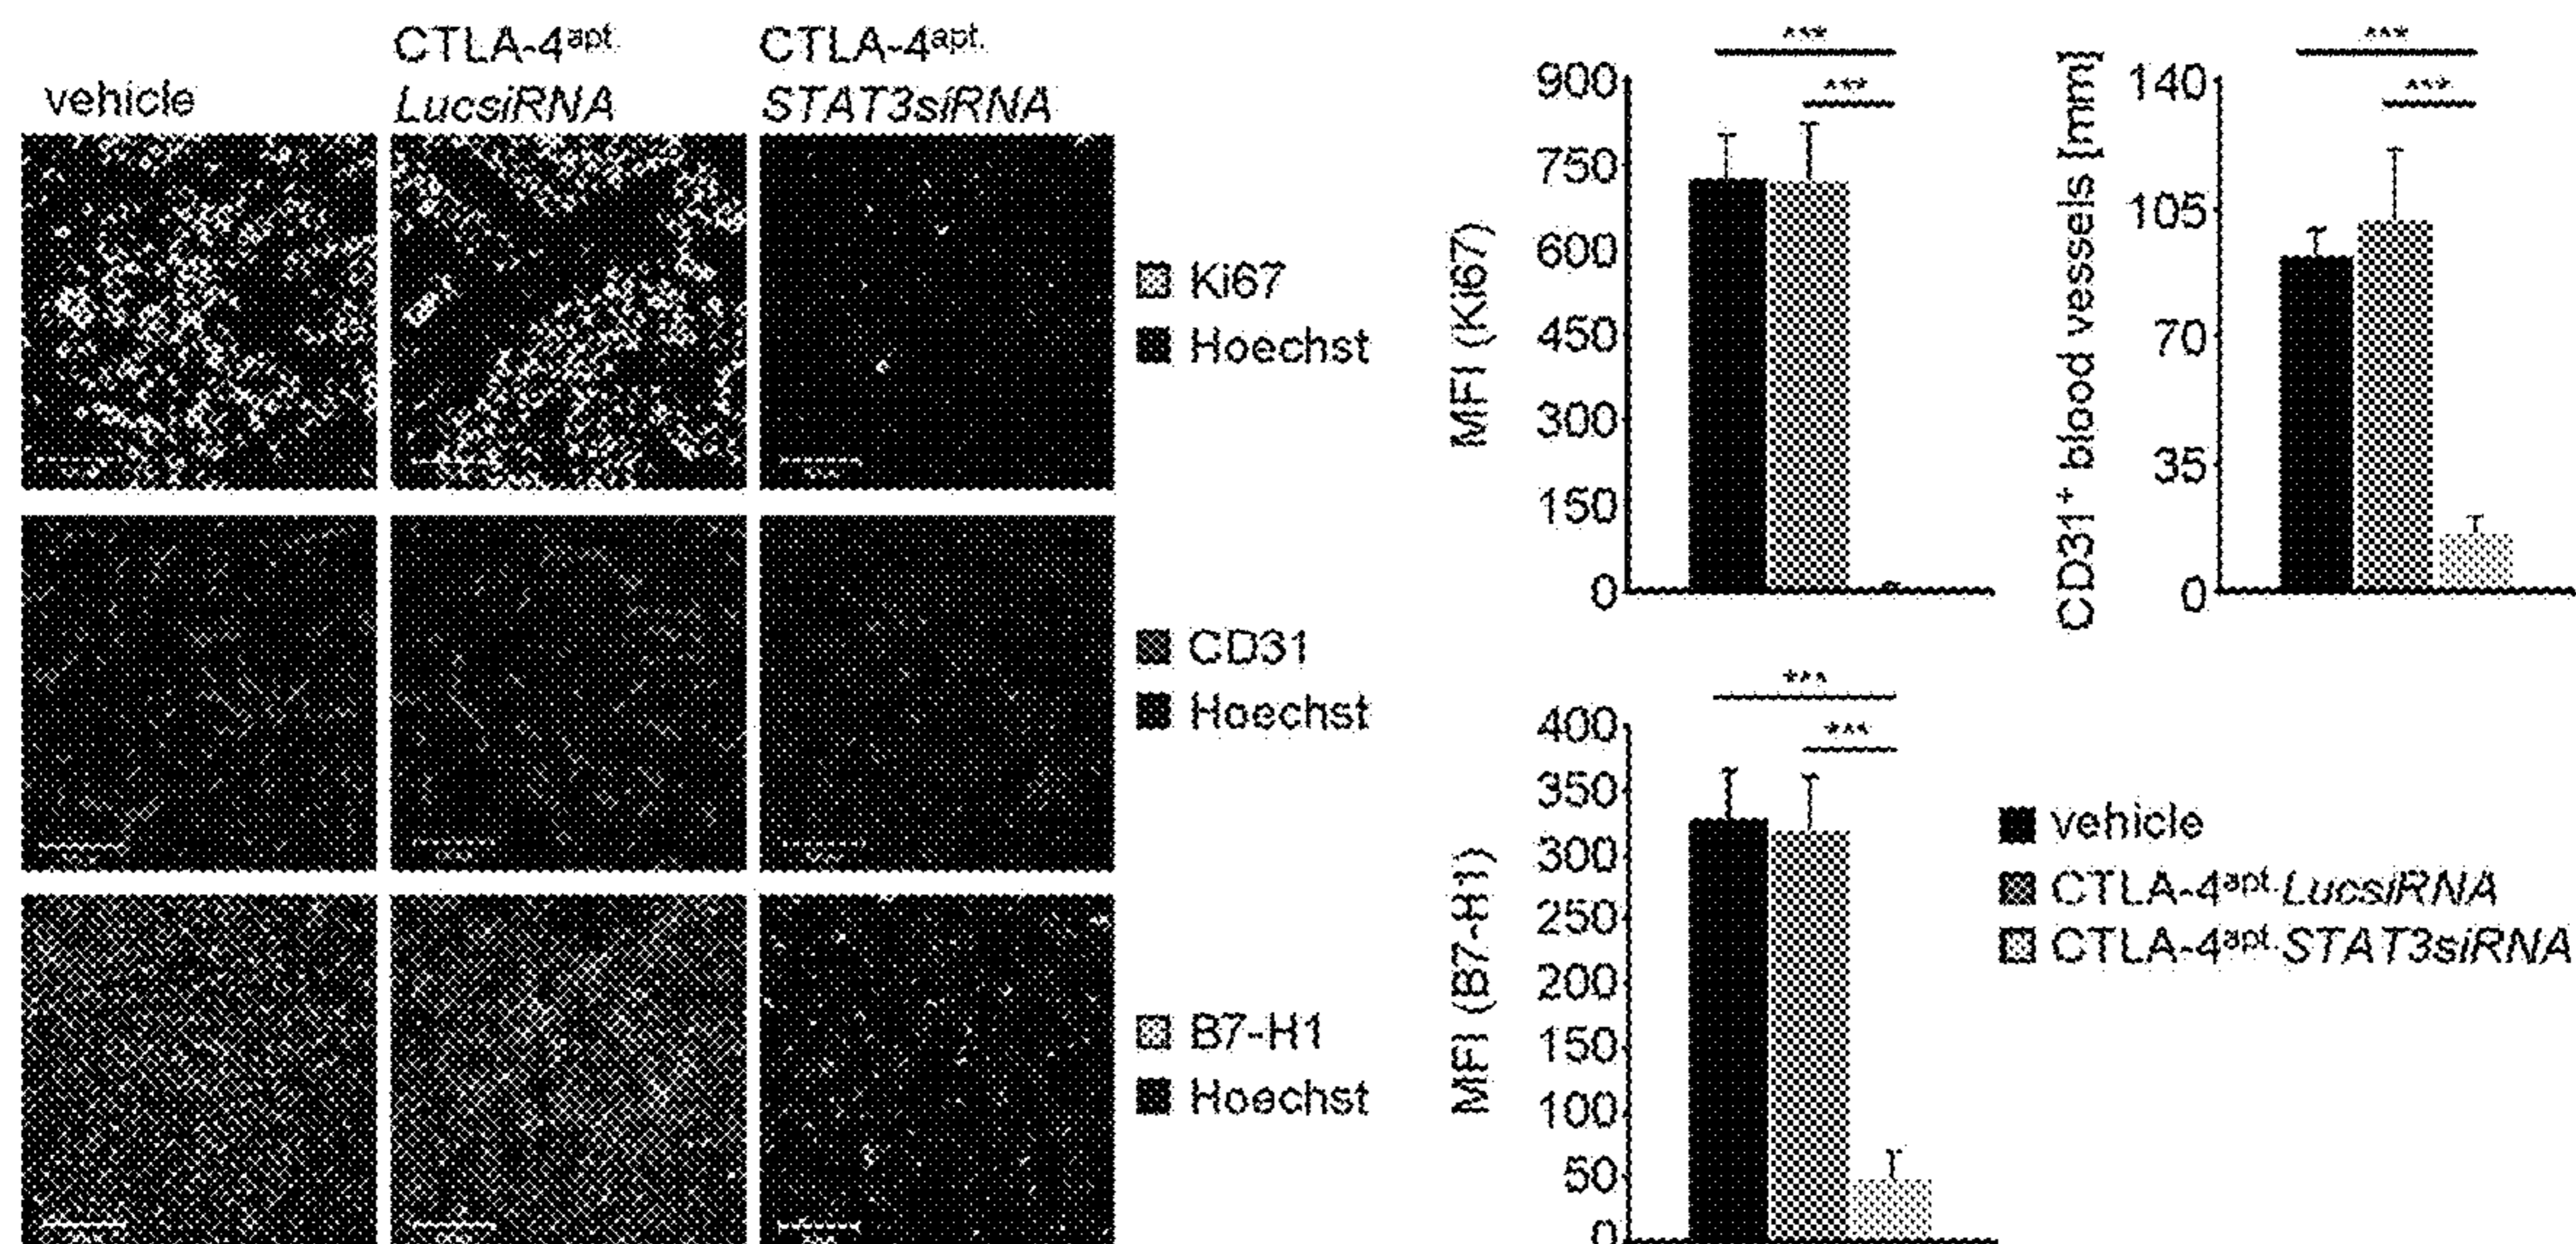 vehicle
CTLA-4apt.
LucsiRNA
CTLA-4apt.
STAT3siRNA
Ki67
Hoechst
CD31
Hoechst
B7-H1
Hoechst
***
***
MFI (Ki67)
900
750
600
450
300
150
0
***
***
CD31+ blood vessels [mm]
140
105
70
35
0
***
***
MFI (B7-H1)
400
350
300
250
200
150
100
50
0
vehicle
CTLA-4apt.LucsiRNA
CTLA-4apt.STAT3siRNA